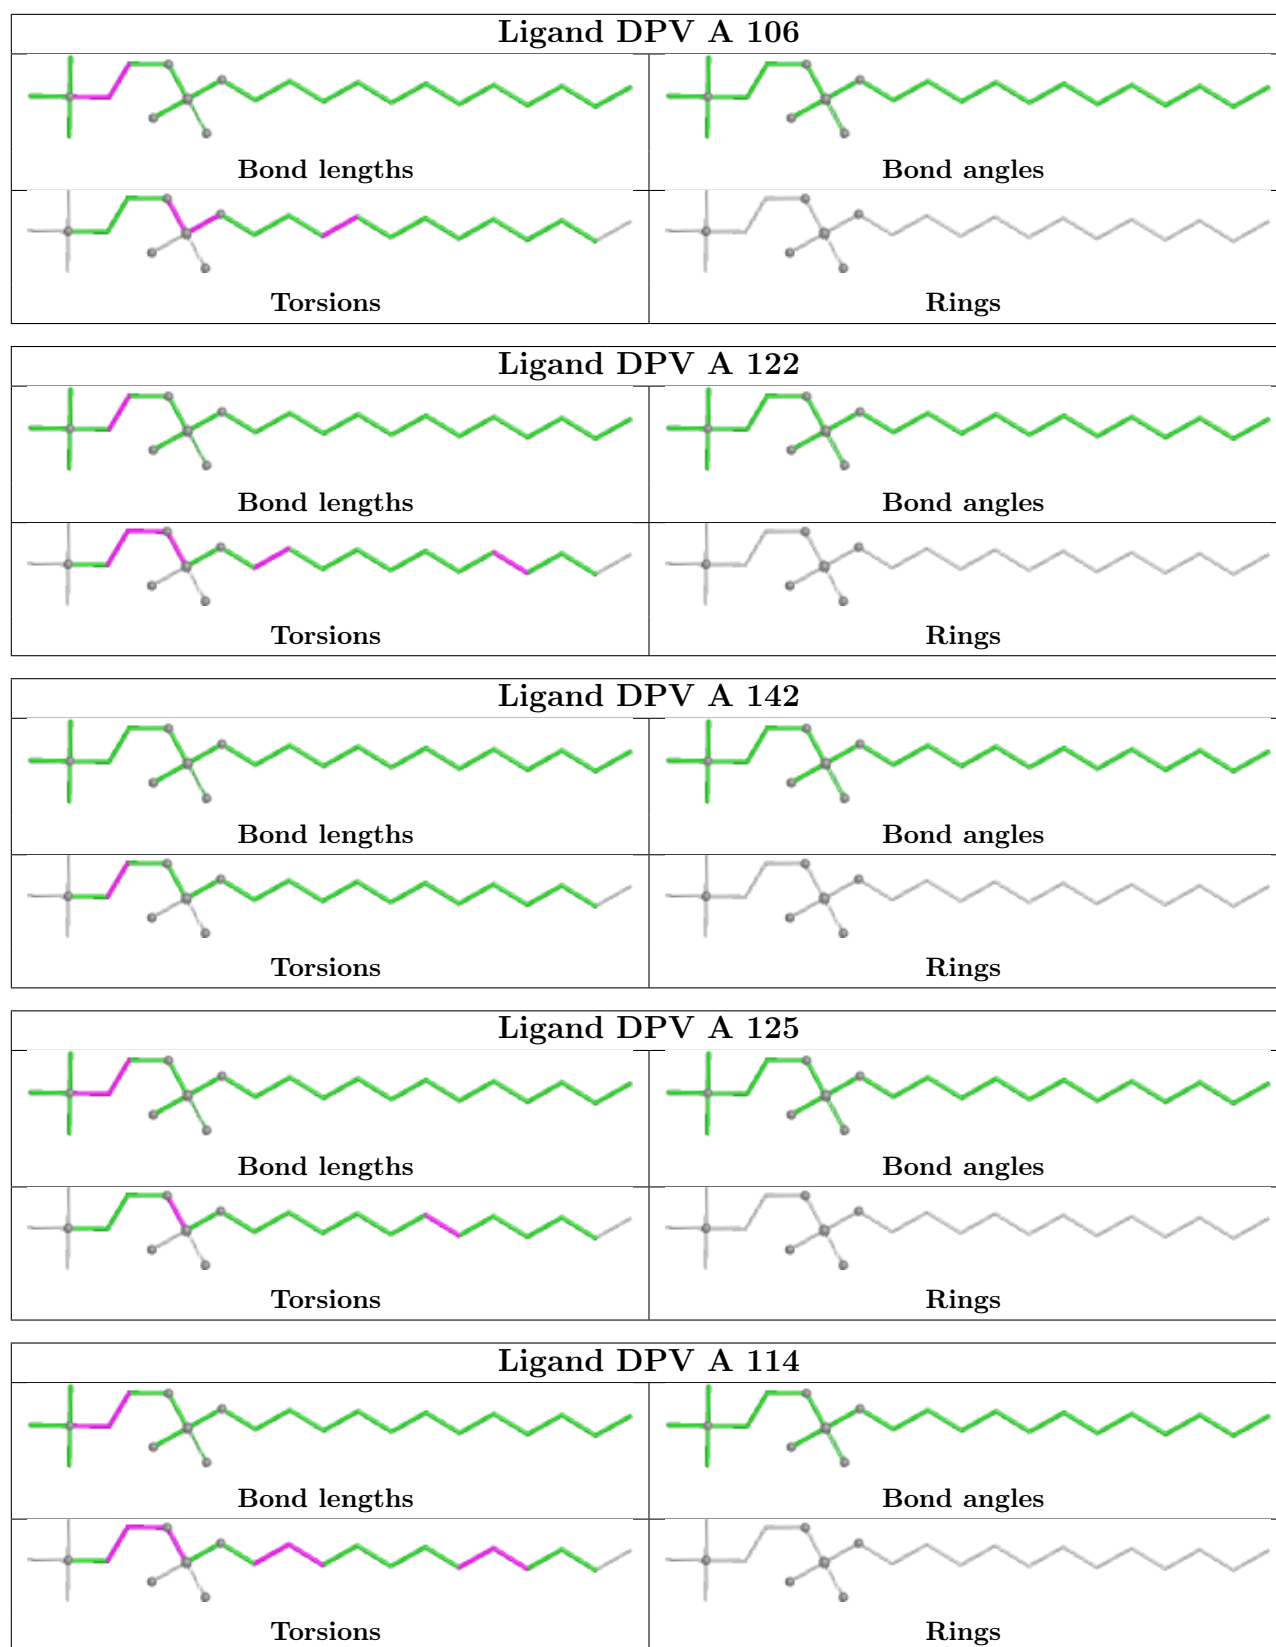 Ligand DPV A 106
Bond lengths
Bond angles
Torsions
Rings
Ligand DPV A 122
Bond lengths
Bond angles
Torsions
Rings
Ligand DPV A 142
Bond lengths
Bond angles
Torsions
Rings
Ligand DPV A 125
Bond lengths
Bond angles
Torsions
Rings
Ligand DPV A 114
Bond lengths
Bond angles
Torsions
Rings